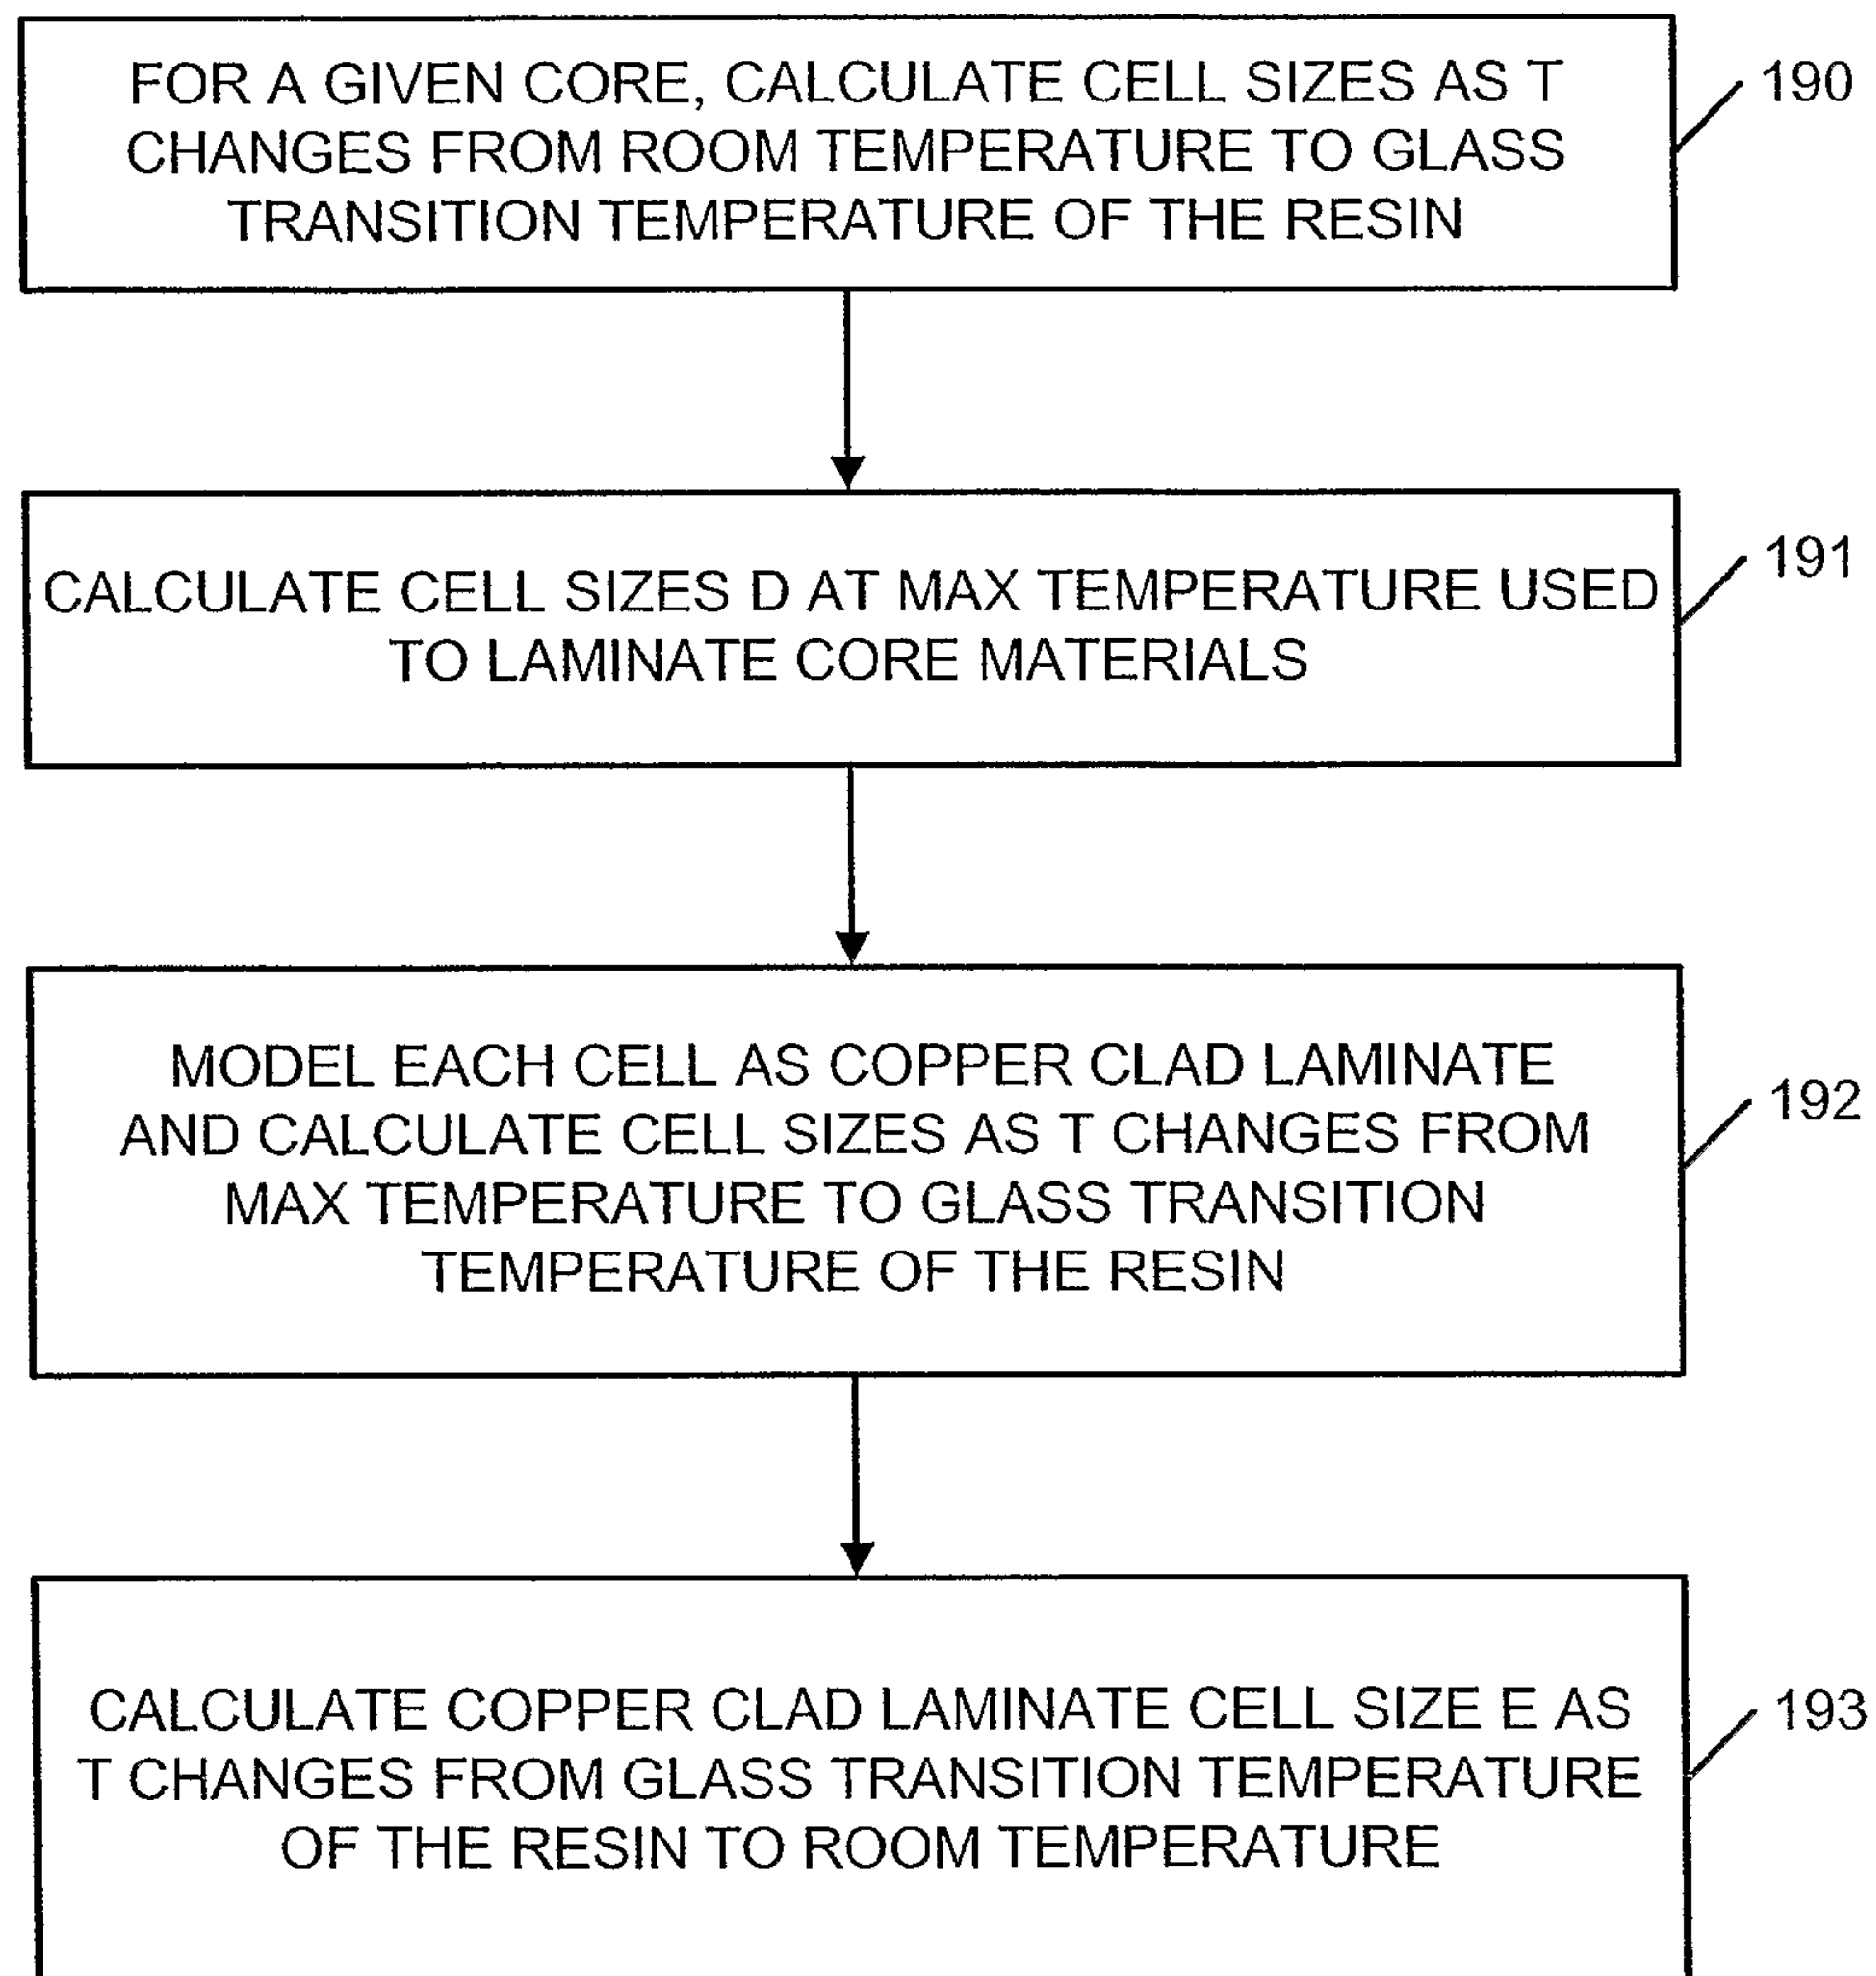 FOR A GIVEN CORE, CALCULATE CELL SIZES AS T
CHANGES FROM ROOM TEMPERATURE TO GLASS
TRANSITION TEMPERATURE OF THE RESIN
190
CALCULATE CELL SIZES D AT MAX TEMPERATURE USED
TO LAMINATE CORE MATERIALS
191
MODEL EACH CELL AS COPPER CLAD LAMINATE
AND CALCULATE CELL SIZES AS T CHANGES FROM
MAX TEMPERATURE TO GLASS TRANSITION
TEMPERATURE OF THE RESIN
192
CALCULATE COPPER CLAD LAMINATE CELL SIZE E AS
T CHANGES FROM GLASS TRANSITION TEMPERATURE
OF THE RESIN TO ROOM TEMPERATURE
193